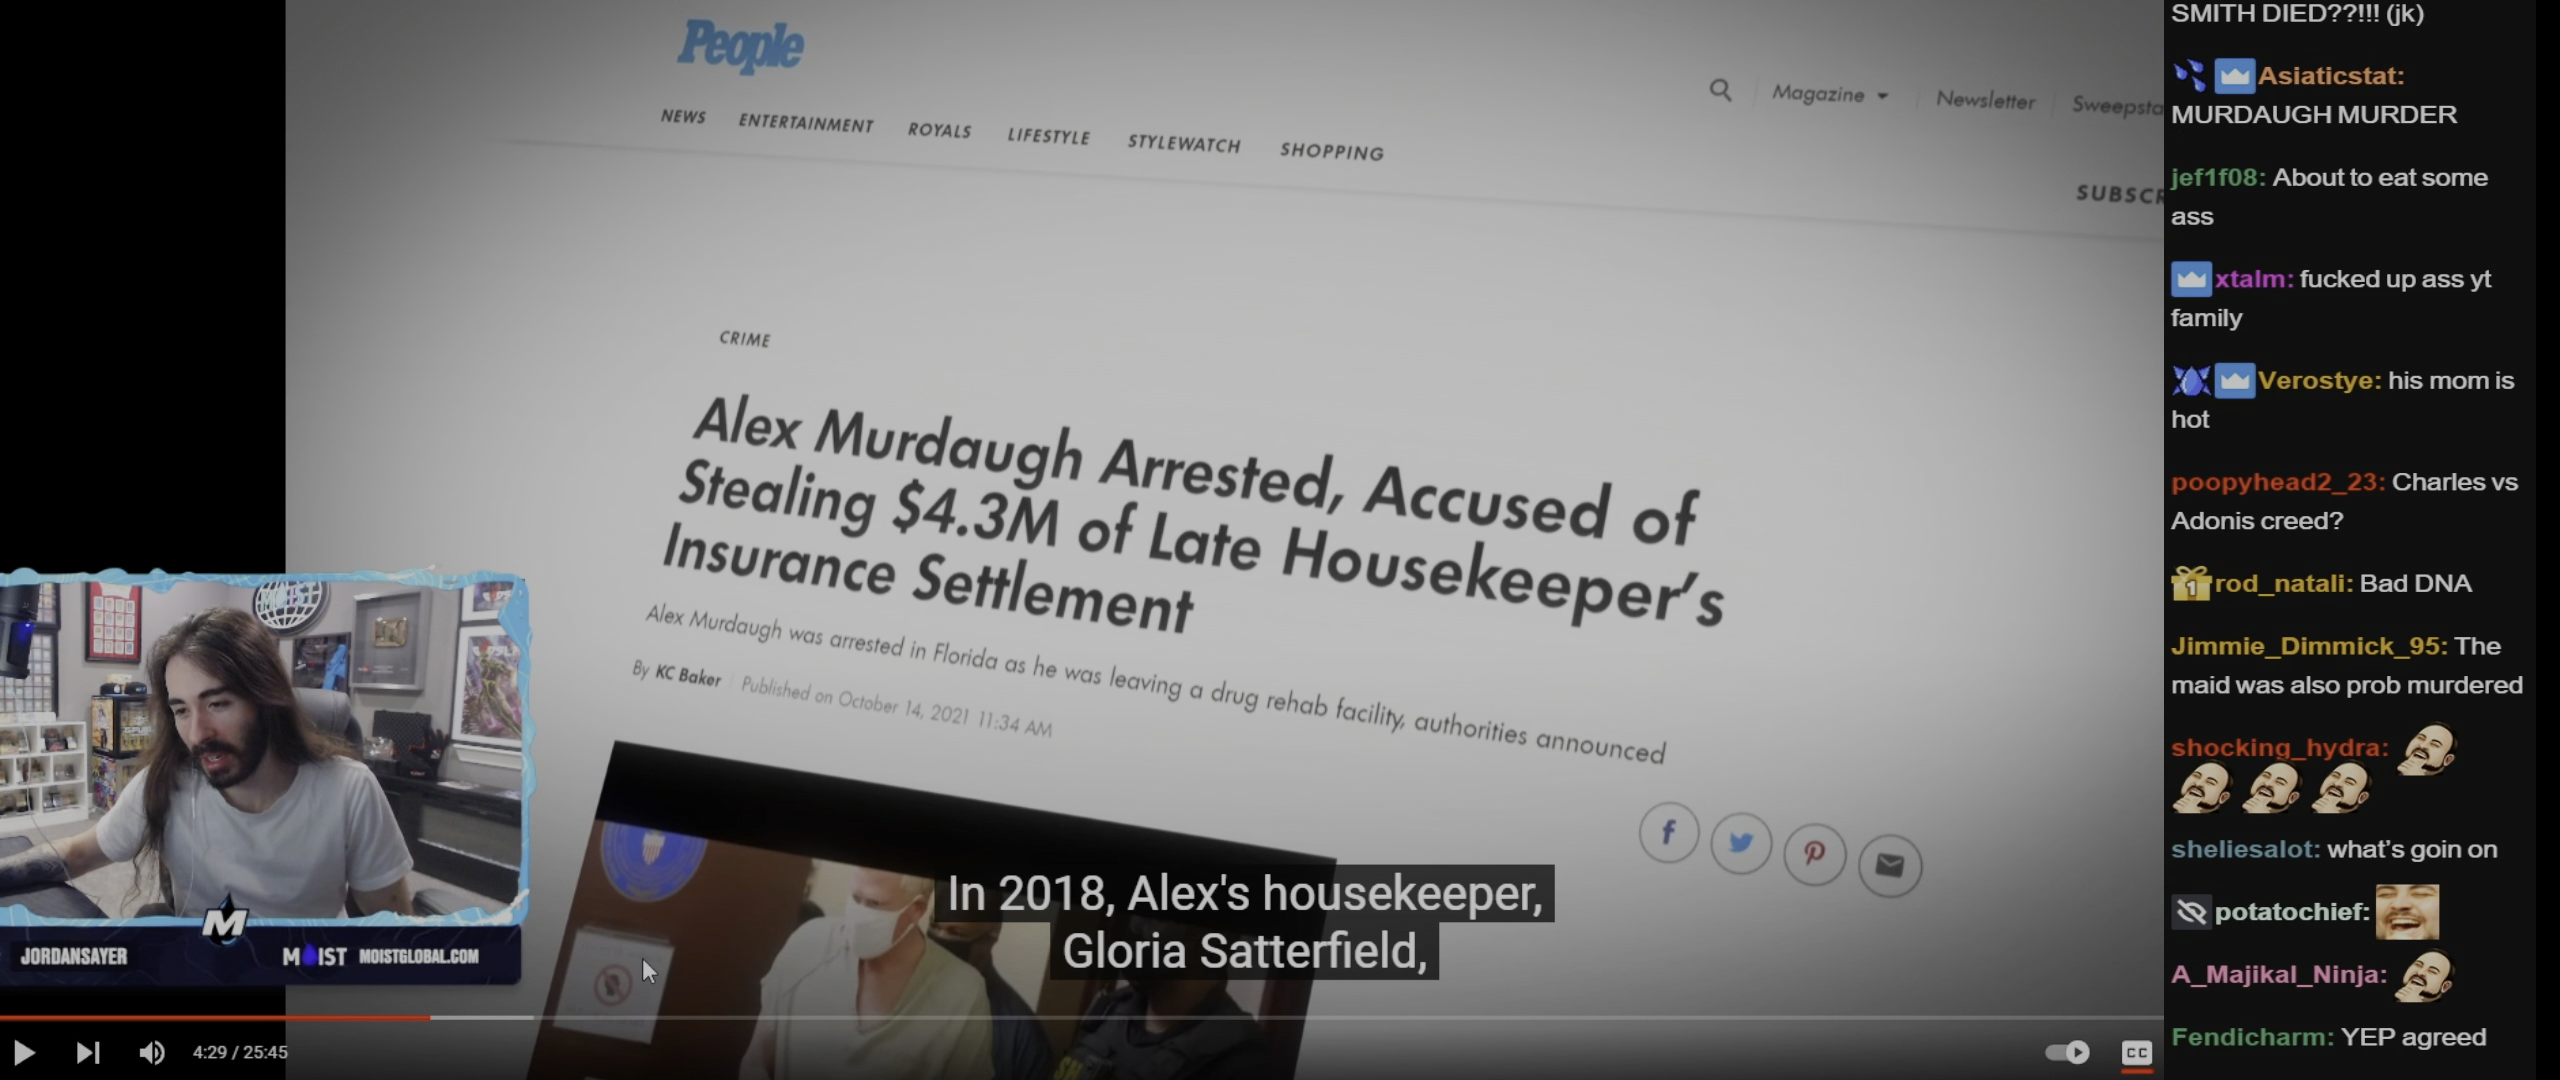 People
NEWS ENTERTAINMENT ROYALS LIFESTYLE STYLEWATCH SHOPPING
Magazine Newsletter Sweepsta
SUBSCR
CRIME
Alex Murdaugh Arrested, Accused of
Stealing $4.3M of Late Housekeeper's
Insurance Settlement
Alex Murdaugh was arrested in Florida as he was leaving a drug rehab facility, authorities announced
By KC Baker Published on October 14, 2021 11:34 AM
In 2018, Alex's housekeeper,
Gloria Satterfield,
M
JORDANSAYER MOIST MOISTGLOBAL.COM
4:29 / 25:45
CC
SMITH DIED??!!! (jk)
Asiaticstat:
MURDAUGH MURDER
jef1f08: About to eat some
ass
xtalm: fucked up ass yt
family
Verostye: his mom is
hot
poopyhead2_23: Charles vs
Adonis creed?
1 rod_natali: Bad DNA
Jimmie_Dimmick_95: The
maid was also prob murdered
shocking_hydra:
sheliesalot: what's goin on
potatochief:
A_Majikal_Ninja:
Fendicharm: YEP agreed